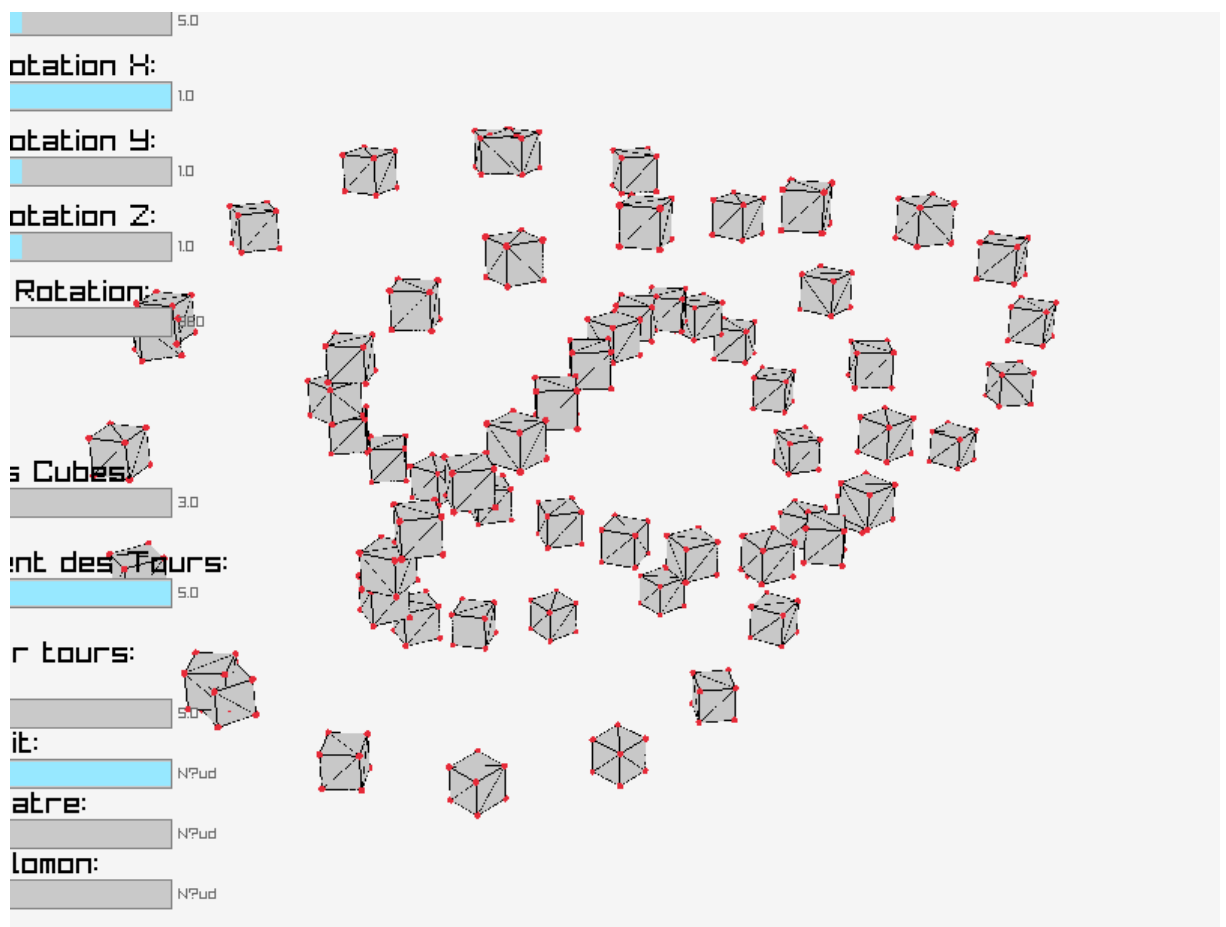 5.0
otation X:
1.0
otation Y:
1.0
otation Z:
1.0
Rotation:
s Cubes
3.0
ent des Tours:
5.0
r tours:
5.0
it:
N?ud
atre:
N?ud
lomon:
N?ud